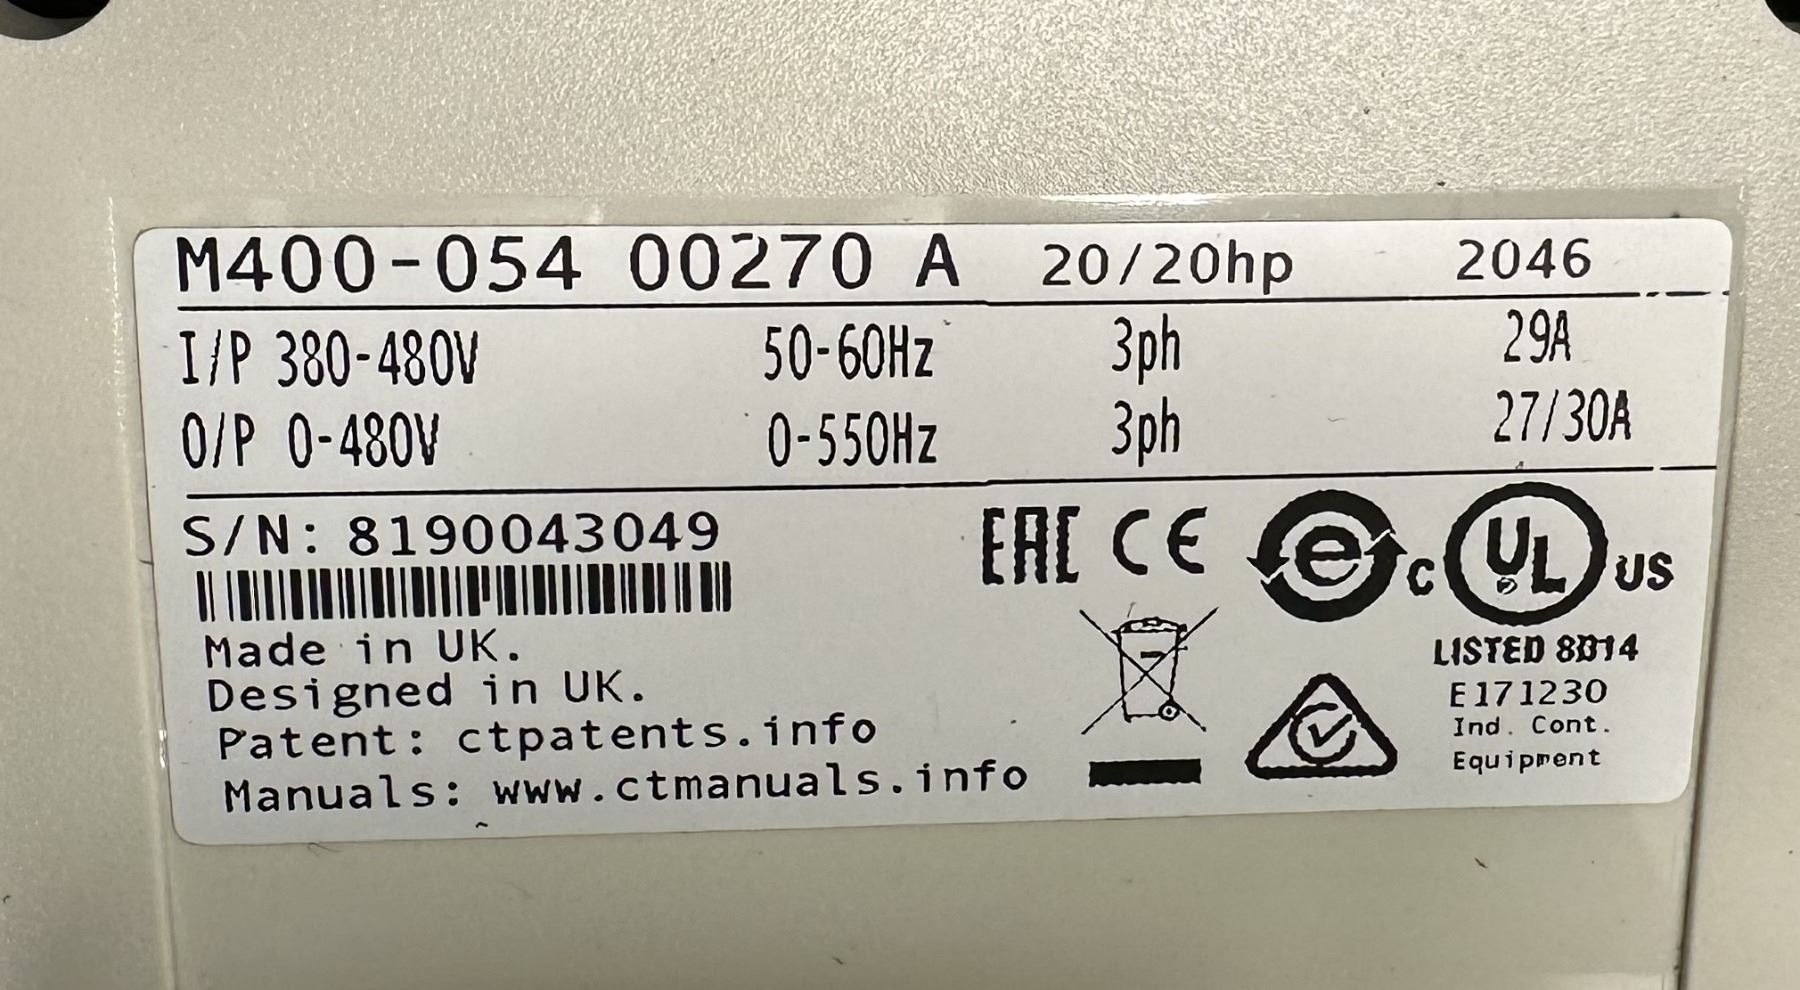 M400-054 00270 A 20/20hp 2046
I/P 380-480V 50-60Hz 3ph 29A
O/P 0-480V 0-550Hz 3ph 27/30A
S/N: 8190043049
EAC CE e c UL US
Made in UK.
Designed in UK.
Patent: ctpatents.info
Manuals: www.ctmanuals.info
LISTED 8D14
E171230
Ind. Cont.
Equipment